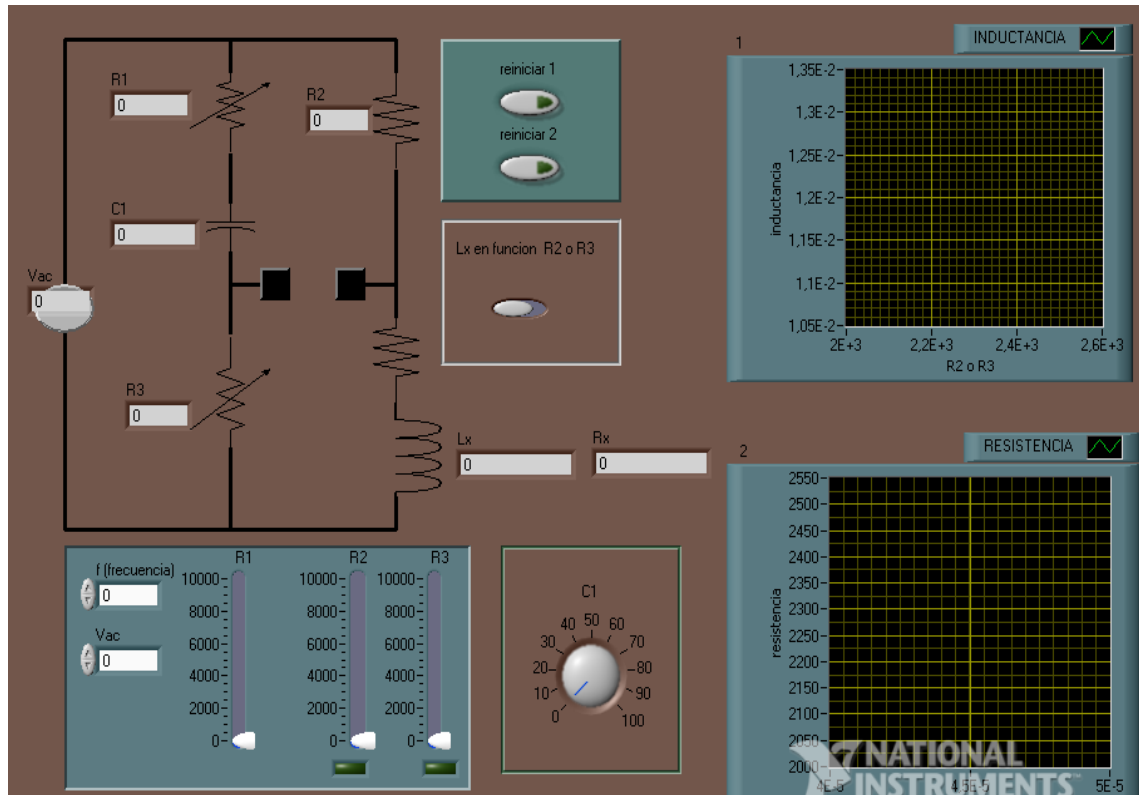 R1
0
R2
0
C1
0
Vac
0
R3
0
reiniciar 1
reiniciar 2
Lx en funcion R2 o R3
Lx
0
Rx
0
f (frecuencia)
0
Vac
0
R1
10000
8000
6000
4000
2000
0
R2
10000
8000
6000
4000
2000
0
R3
10000
8000
6000
4000
2000
0
C1
0 10 20 30 40 50 60 70 80 90 100
1
INDUCTANCIA
inductancia
1,35E-2
1,3E-2
1,25E-2
1,2E-2
1,15E-2
1,1E-2
1,05E-2
2E+3 2,2E+3 2,4E+3 2,6E+3
R2 o R3
2
RESISTENCIA
resistencia
2550
2500
2450
2400
2350
2300
2250
2200
2150
2100
2050
2000
4E-5 4,5E-5 5E-5
NATIONAL
INSTRUMENTS™